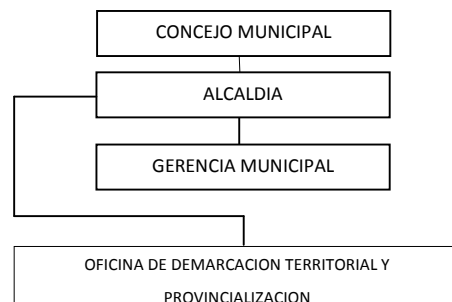 CONCEJO MUNICIPAL
ALCALDIA
GERENCIA MUNICIPAL
OFICINA DE DEMARCACION TERRITORIAL Y
PROVINCIALIZACION